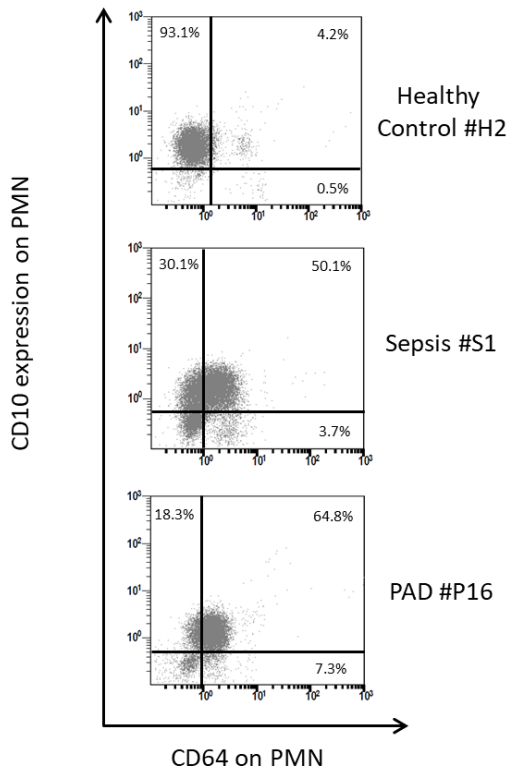 CD10 expression on PMN
10³
10²
10¹
10⁰
93.1%
4.2%
0.5%
10⁰ 10¹ 10² 10³
Healthy
Control #H2
10³
10²
10¹
10⁰
30.1%
50.1%
3.7%
10⁰ 10¹ 10² 10³
Sepsis #S1
10³
10²
10¹
10⁰
18.3%
64.8%
7.3%
10⁰ 10¹ 10² 10³
PAD #P16
CD64 on PMN